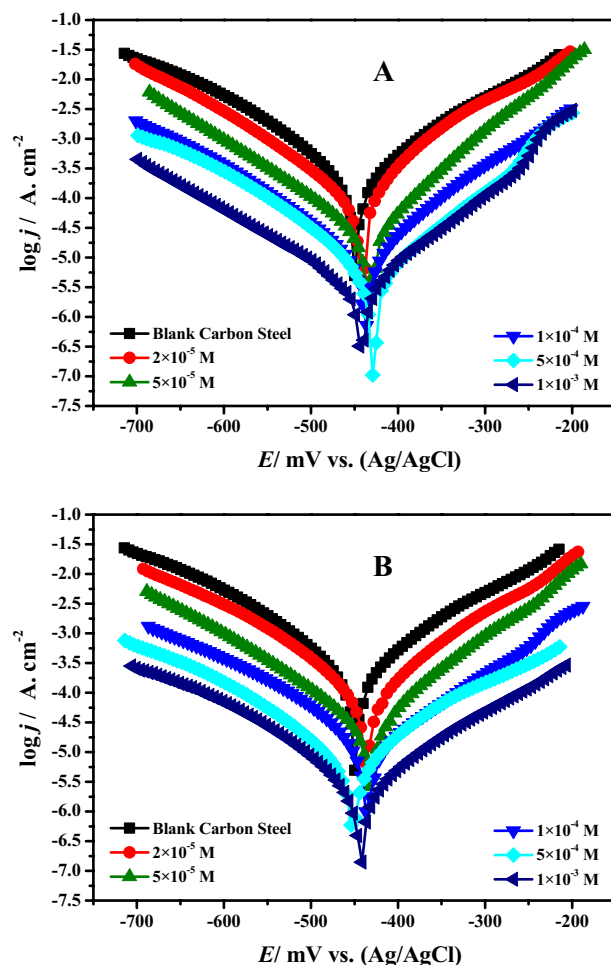 -1.0
A
-1.5
-2.0
-2.5
-3.0
-3.5
-4.0
-4.5
-5.0
-5.5
-6.0
-6.5
-7.0
-7.5
log j / A. cm⁻²
Blank Carbon Steel
2×10⁻⁵ M
5×10⁻⁵ M
1×10⁻⁴ M
5×10⁻⁴ M
1×10⁻³ M
-700 -600 -500 -400 -300 -200
E/ mV vs. (Ag/AgCl)
-1.0
B
-1.5
-2.0
-2.5
-3.0
-3.5
-4.0
-4.5
-5.0
-5.5
-6.0
-6.5
-7.0
-7.5
log j / A. cm⁻²
Blank Carbon Steel
2×10⁻⁵ M
5×10⁻⁵ M
1×10⁻⁴ M
5×10⁻⁴ M
1×10⁻³ M
-700 -600 -500 -400 -300 -200
E/ mV vs. (Ag/AgCl)